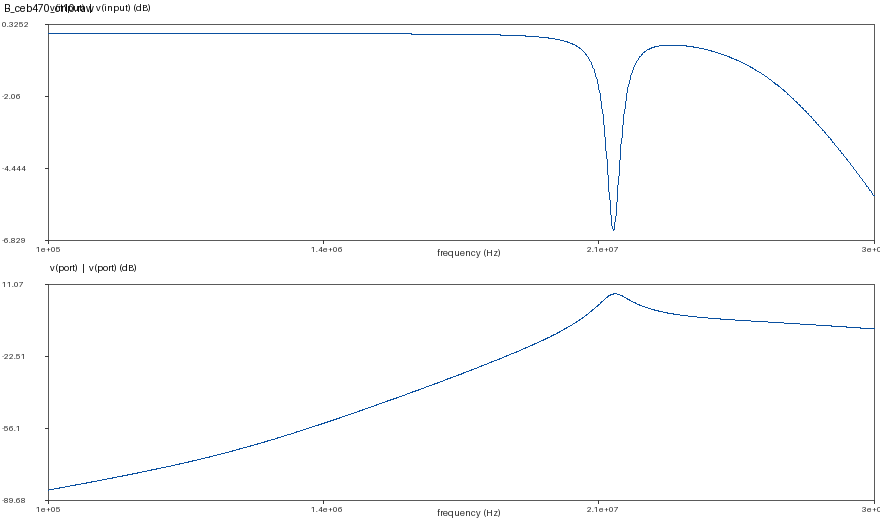 v(input) (dB)
0.3252
-2.06
-4.444
-6.829
1e+05
1.4e+06
2.1e+07
3e+0
frequency (Hz)
v(port) | v(port) (dB)
11.07
-22.51
-56.1
-89.68
1e+05
1.4e+06
2.1e+07
3e+0
frequency (Hz)